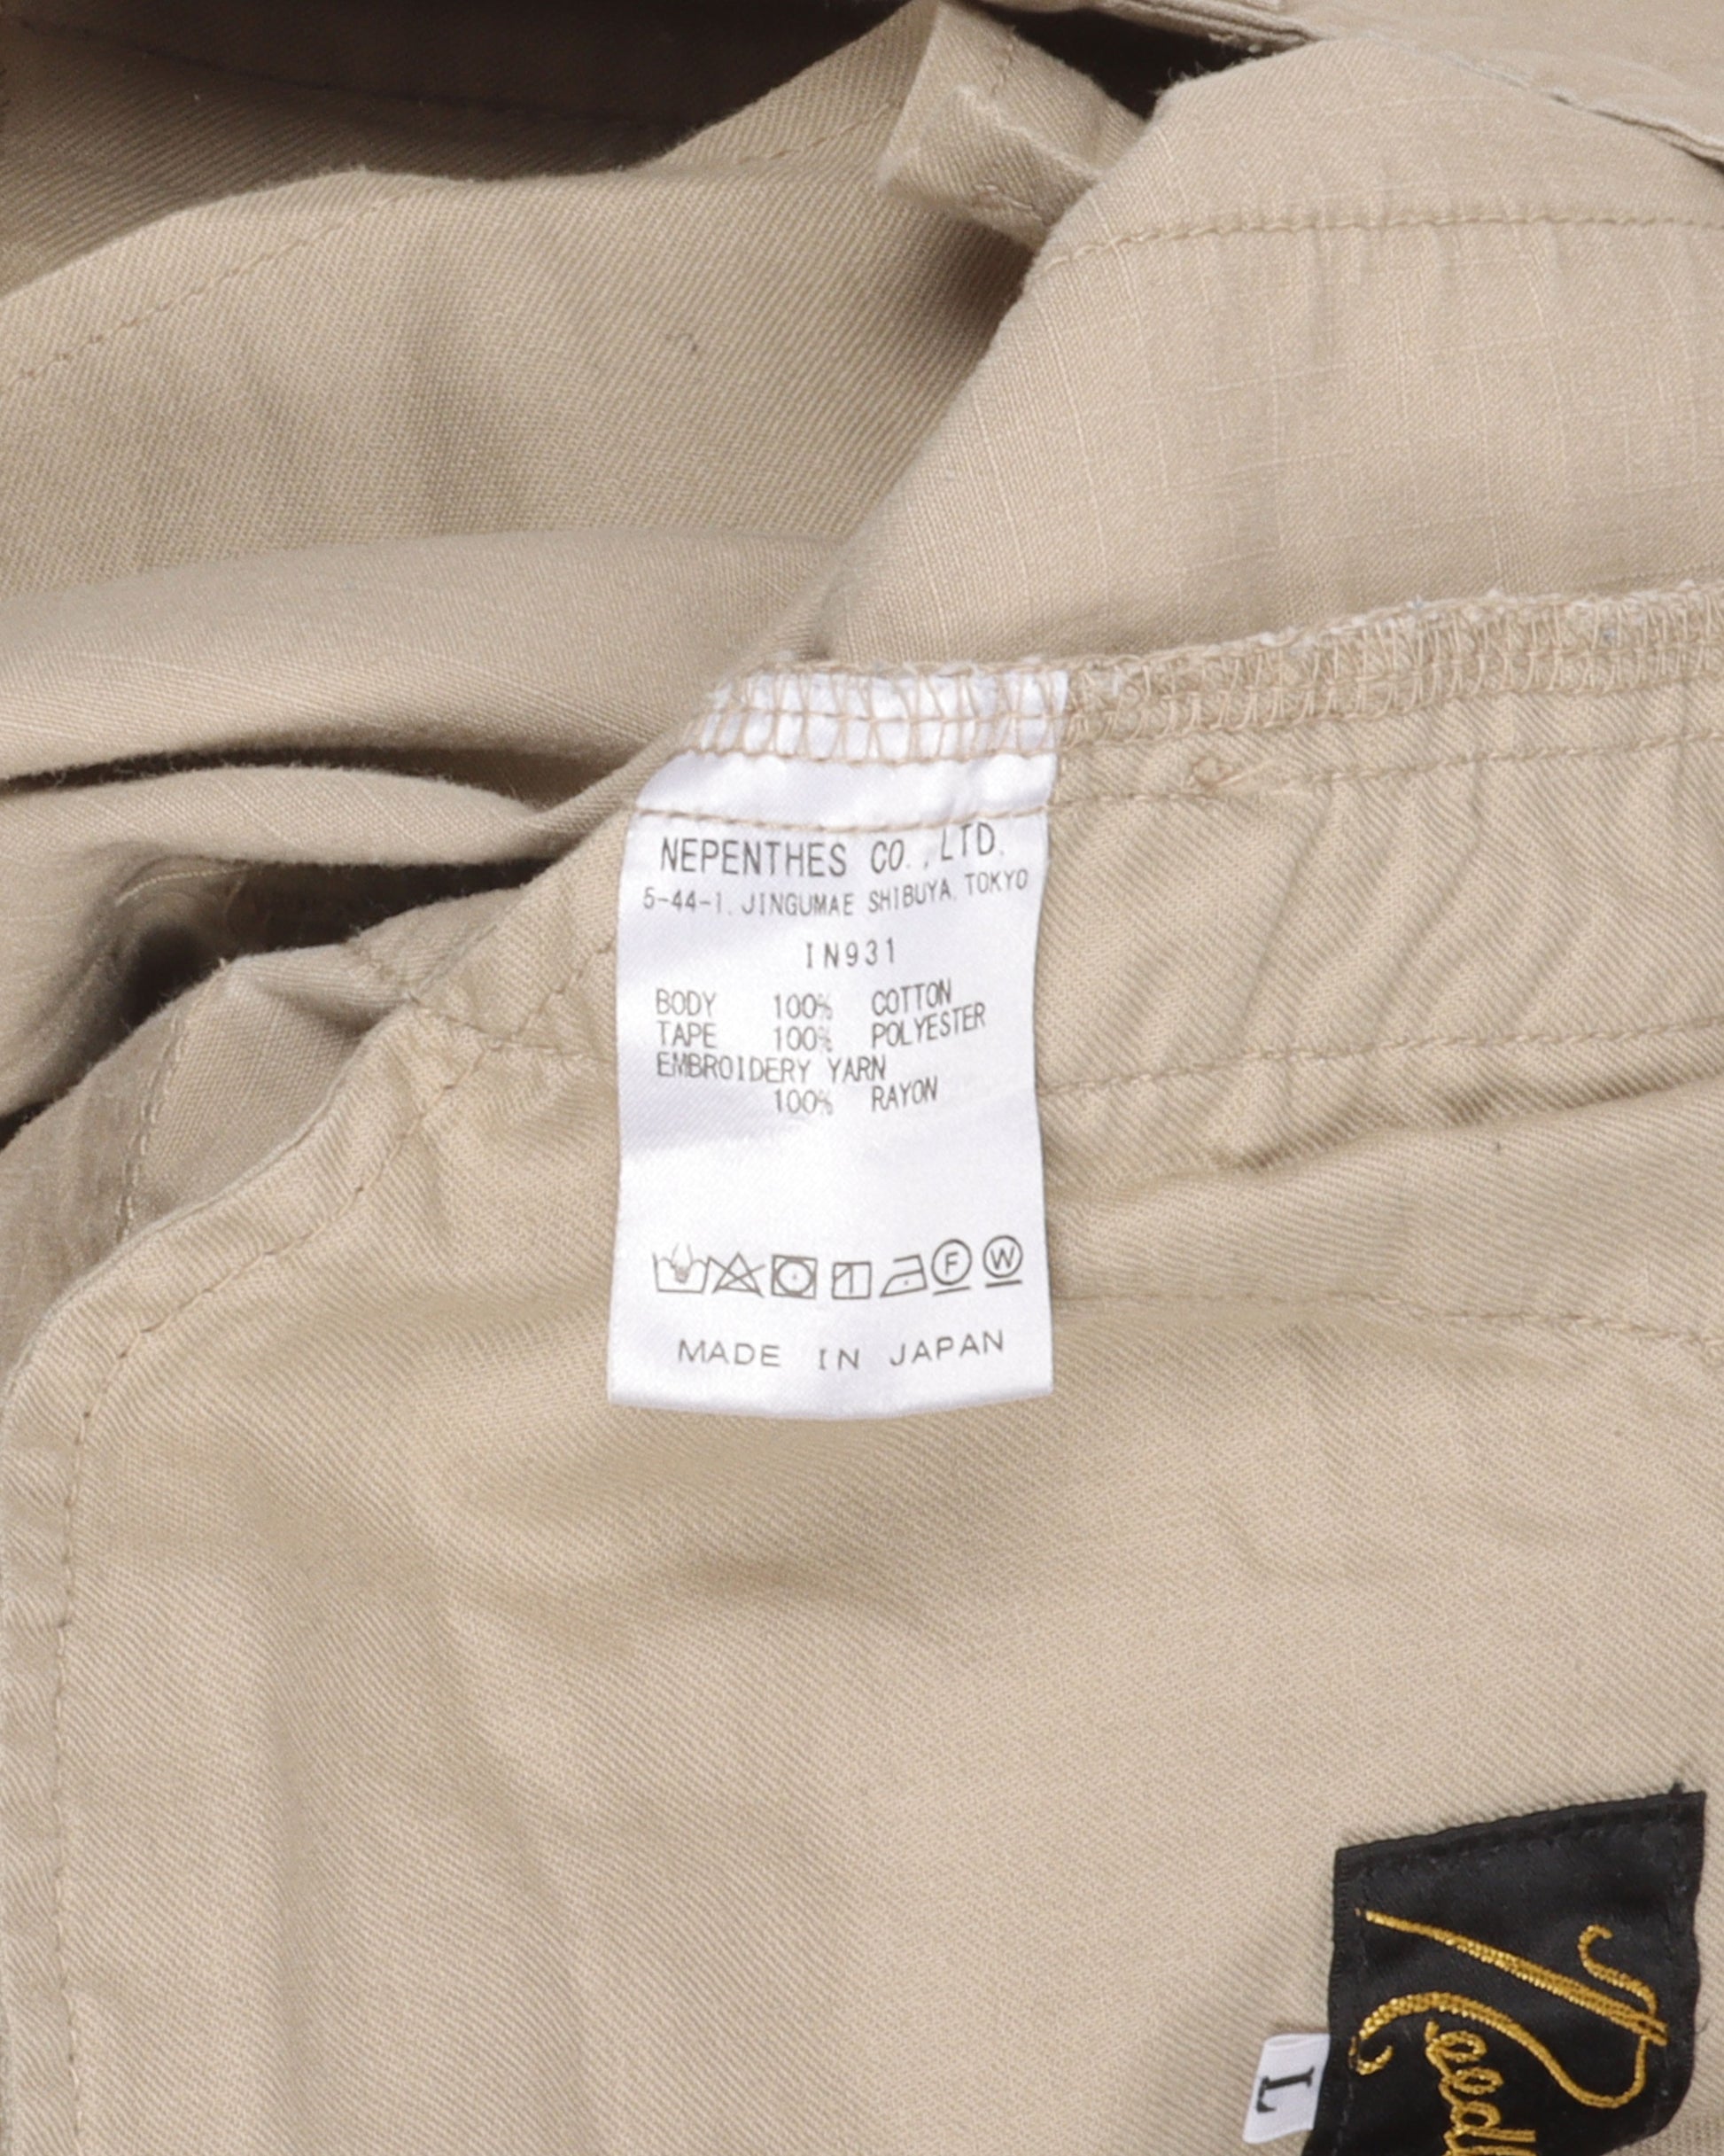 NEPENTHES CO., LTD.
5-44-1, JINGUMAE SHIBUYA, TOKYO
IN931
BODY 100% COTTON
TAPE 100% POLYESTER
EMBROIDERY YARN
100% RAYON
F W
MADE IN JAPAN
L